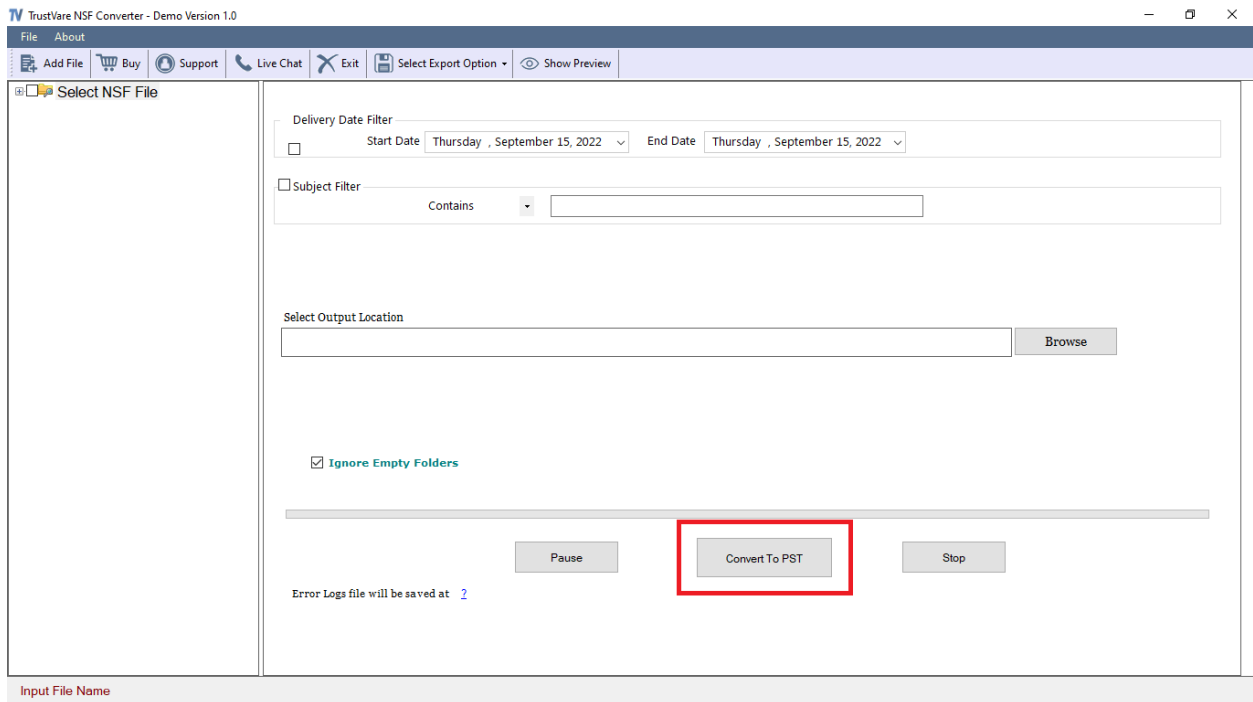 TV TrustVare NSF Converter - Demo Version 1.0
File About
Add File Buy Support Live Chat Exit Select Export Option Show Preview
Select NSF File
Delivery Date Filter
Start Date Thursday , September 15, 2022 End Date Thursday , September 15, 2022
Subject Filter
Contains
Select Output Location
Browse
Ignore Empty Folders
Pause Convert To PST Stop
Error Logs file will be saved at ?
Input File Name